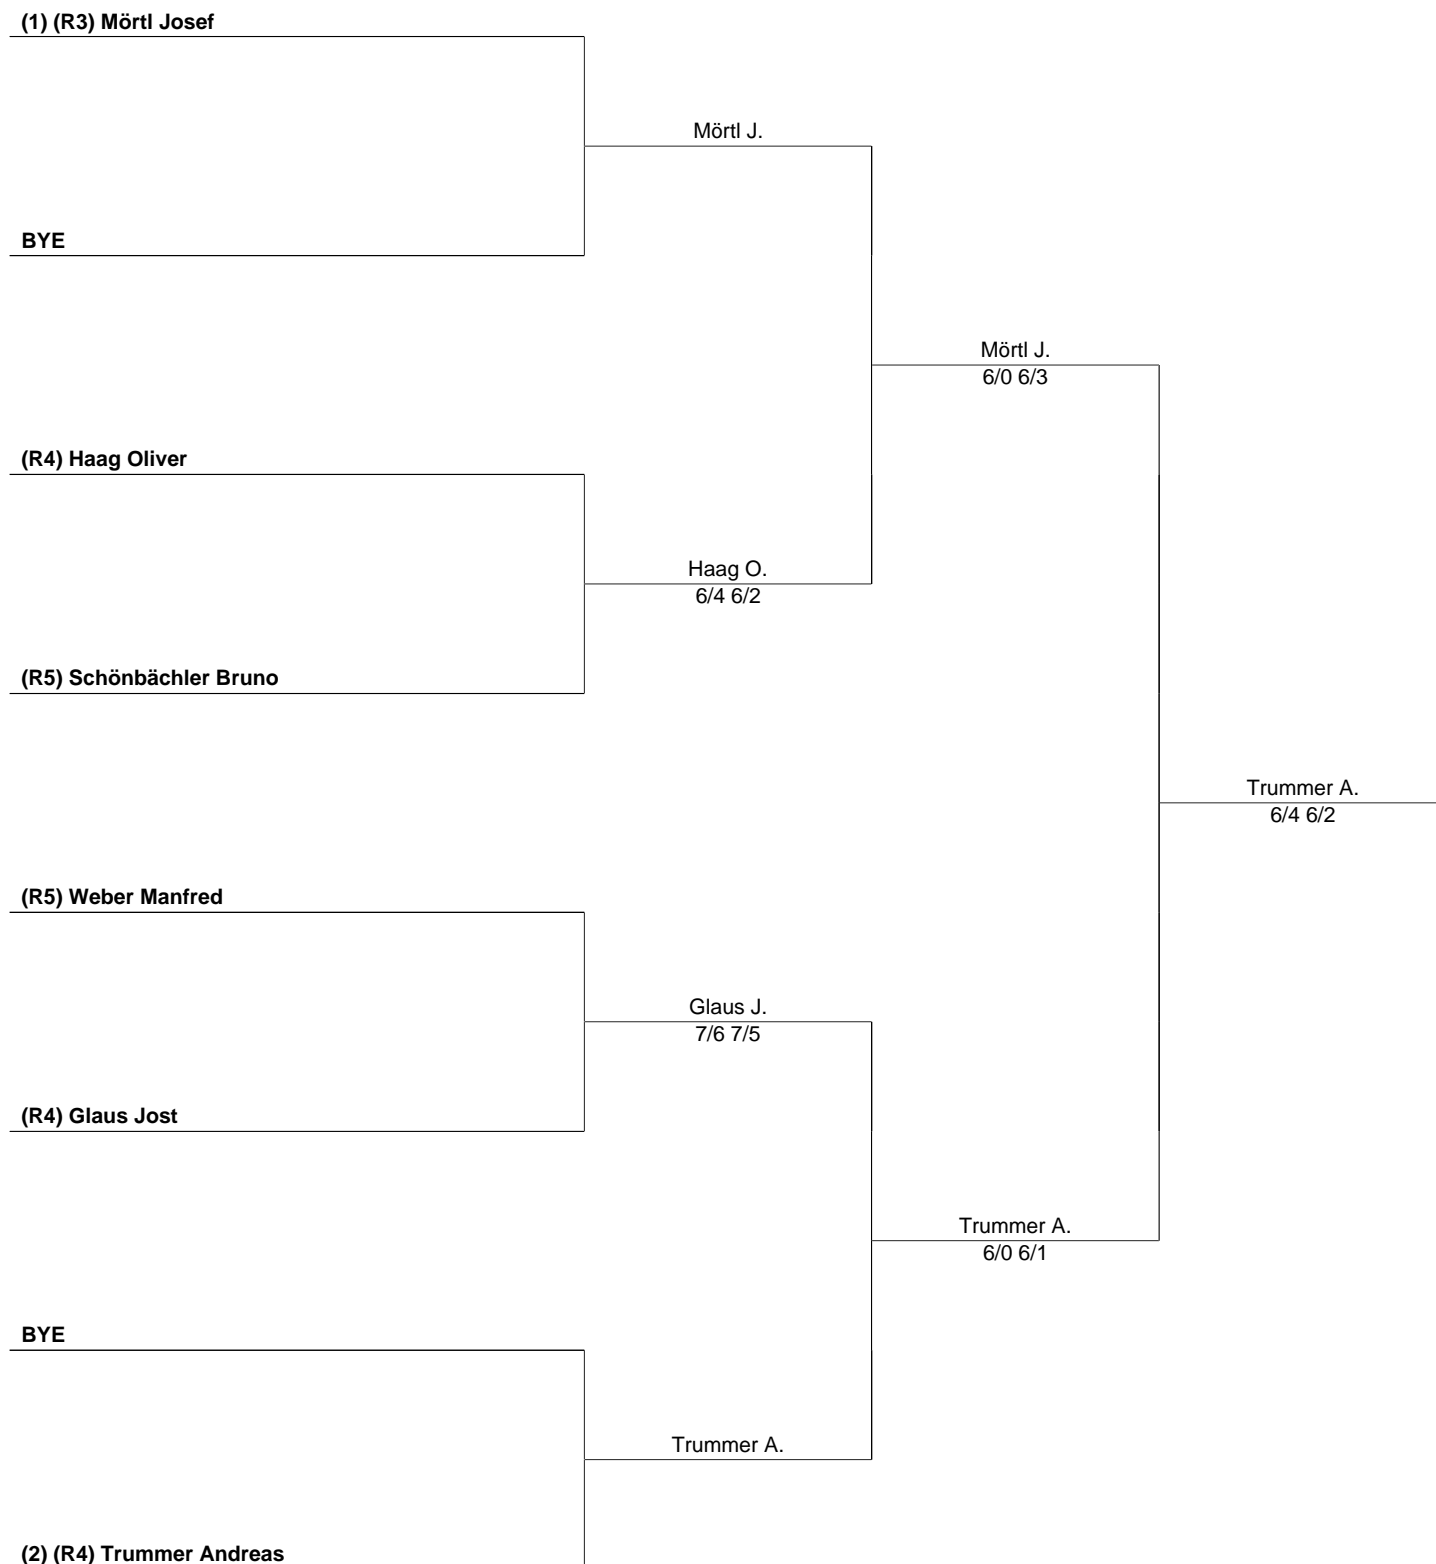 (1) (R3) Mörtl Josef
Mörtl J.
BYE
Mörtl J.
6/0 6/3
(R4) Haag Oliver
Haag O.
6/4 6/2
(R5) Schönbächler Bruno
Trummer A.
6/4 6/2
(R5) Weber Manfred
Glaus J.
7/6 7/5
(R4) Glaus Jost
Trummer A.
6/0 6/1
BYE
Trummer A.
(2) (R4) Trummer Andreas